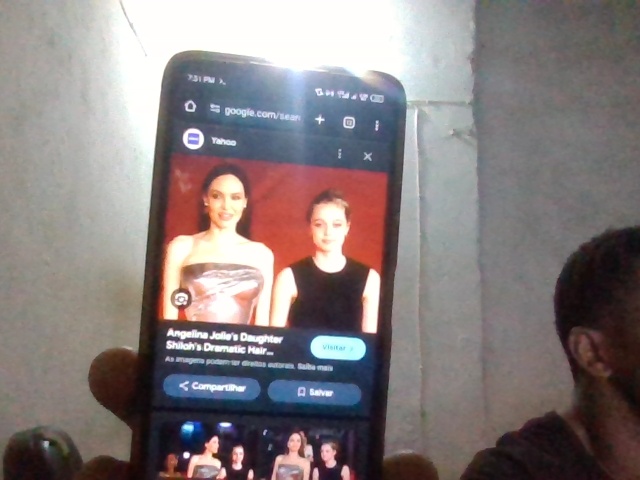 7:31 PM
google.com/sear
Yahoo
Angelina Jolie's Daughter
Shiloh's Dramatic Hair...
Visitar >
As imagens podem ter direitos autorais. Saiba mais
Compartilhar
Salvar